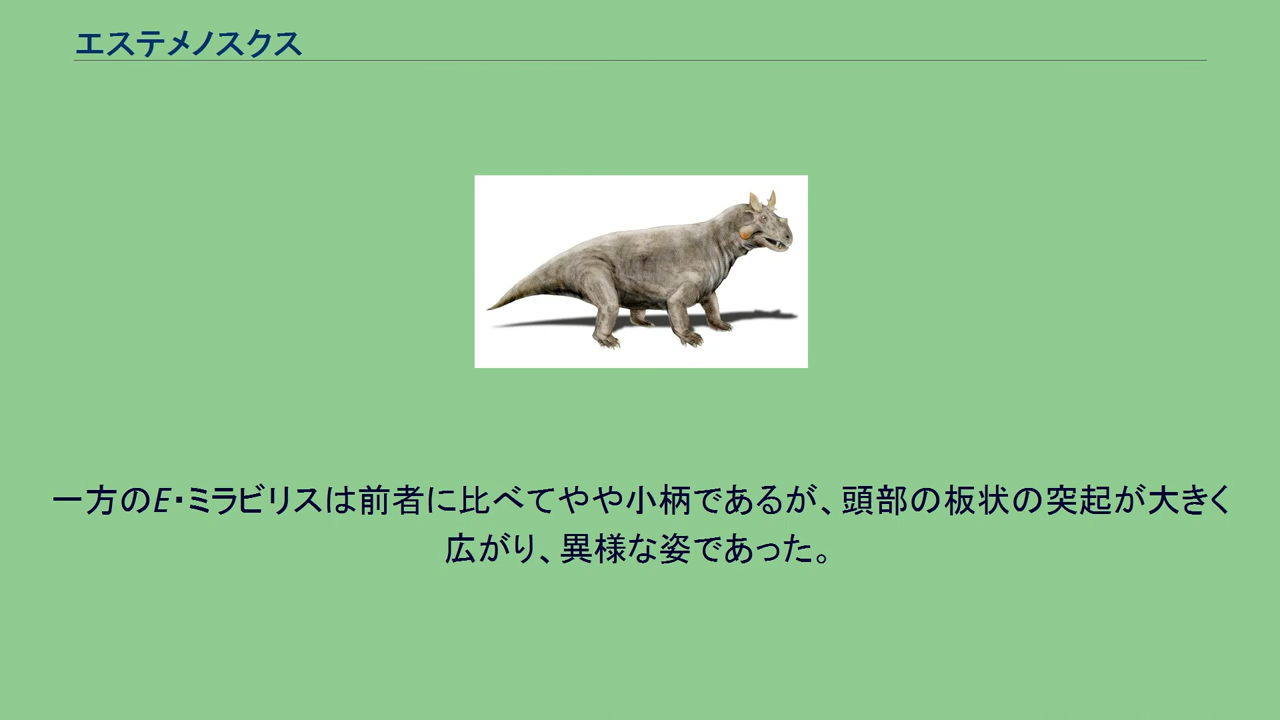 エステメノスクス
一方のE・ミラビリスは前者に比べてやや小柄であるが、頭部の板状の突起が大きく
広がり、異様な姿であった。